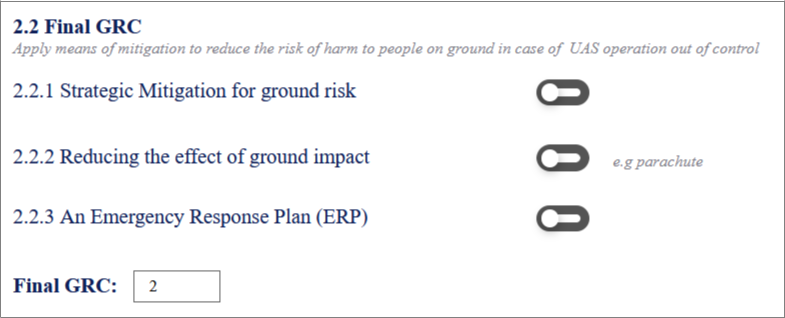 2.2 Final GRC
Apply means of mitigation to reduce the risk of harm to people on ground in case of UAS operation out of control
2.2.1 Strategic Mitigation for ground risk
2.2.2 Reducing the effect of ground impact
e.g parachute
2.2.3 An Emergency Response Plan (ERP)
Final GRC: 2